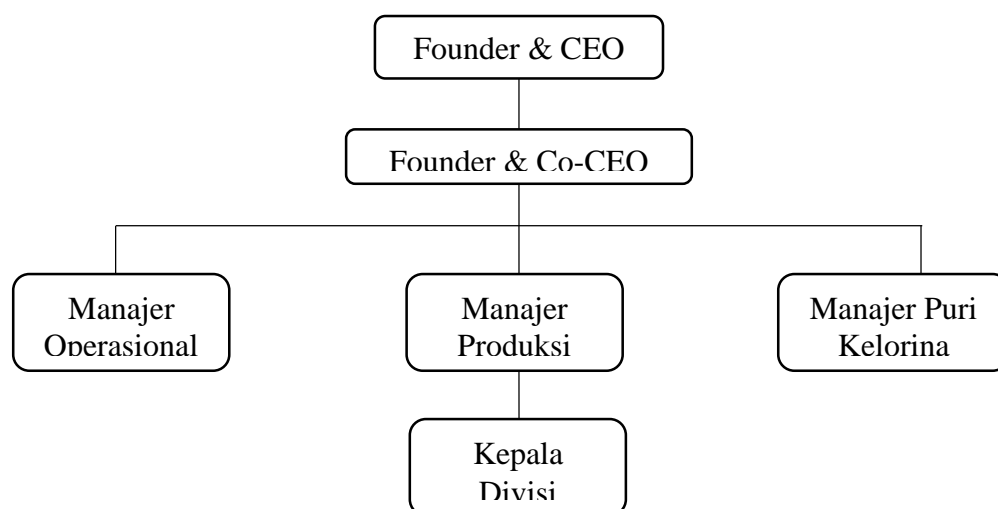 Founder & CEO
Founder & Co-CEO
Manajer
Operasional
Manajer
Produksi
Manajer Puri
Kelorina
Kepala
Divisi